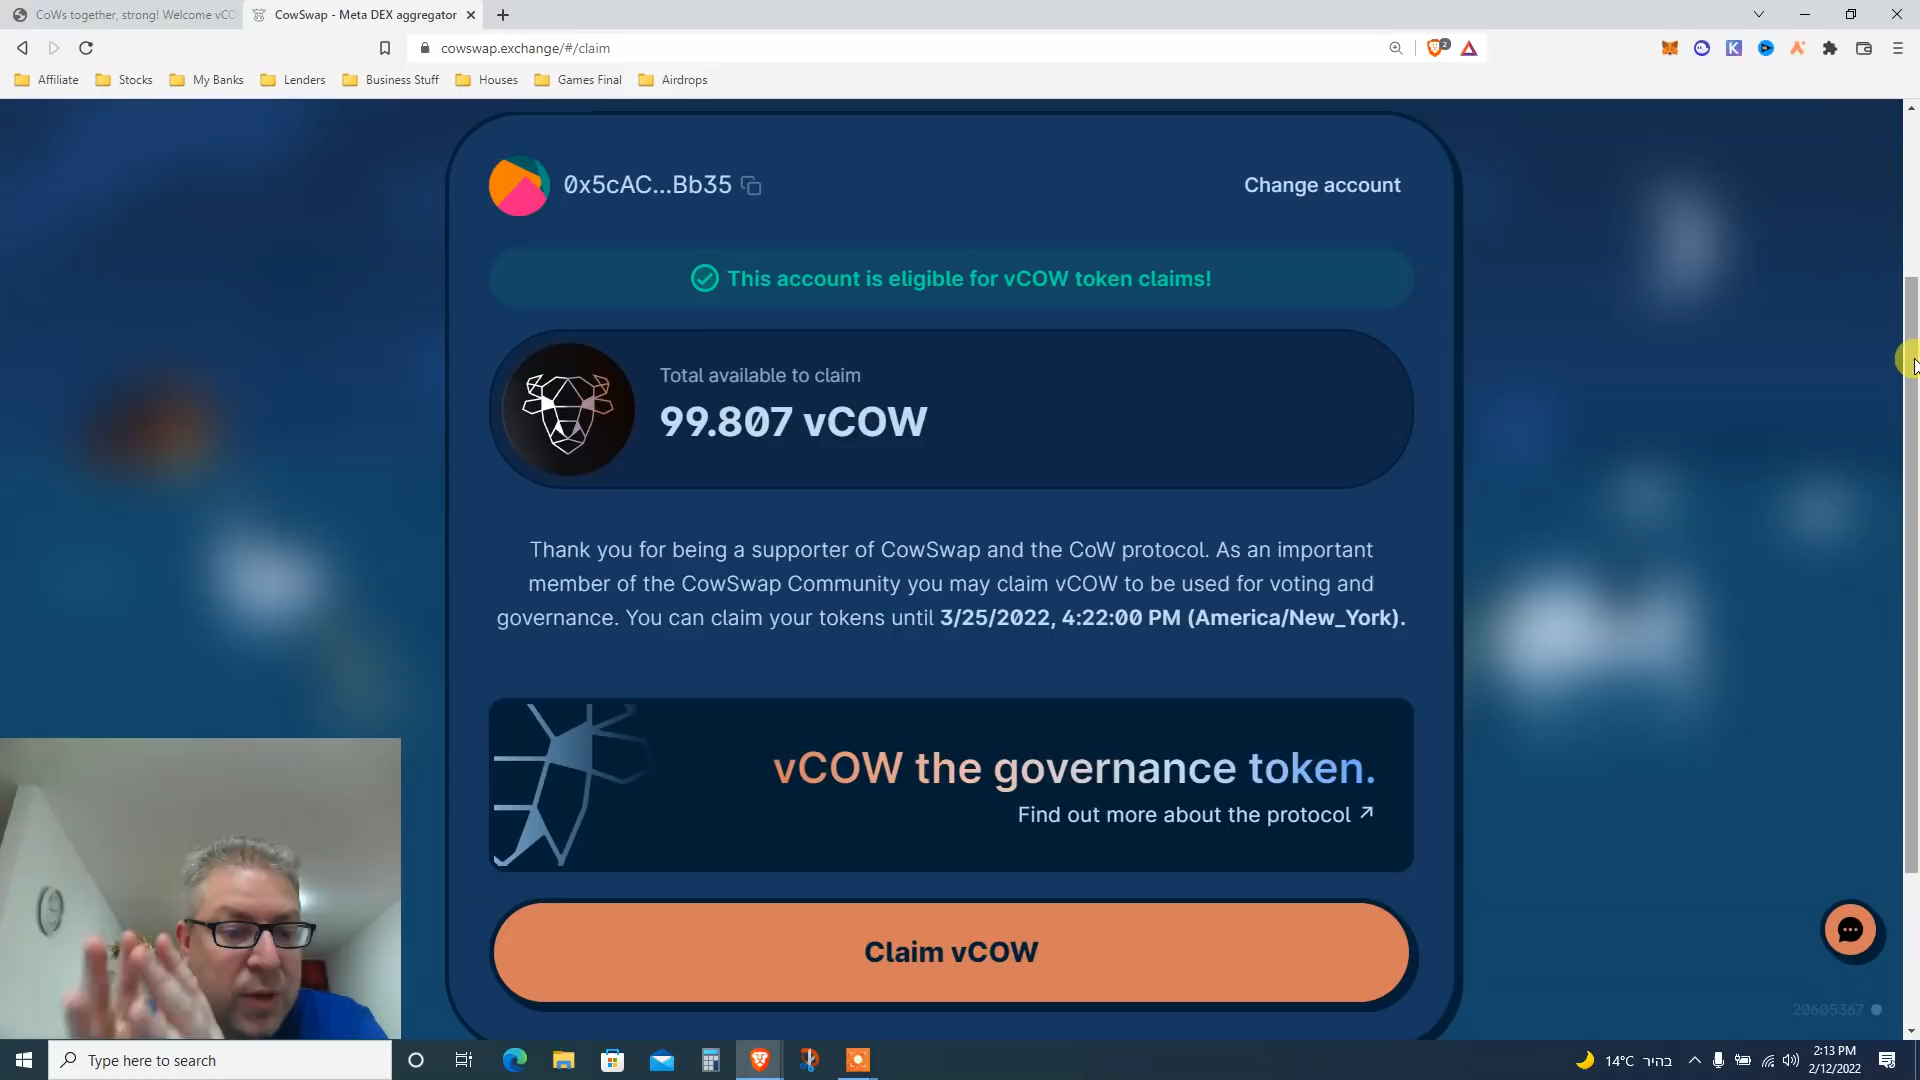 CoWs together, strong! Welcome vCO
CowSwap - Meta DEX aggregator
cowswap.exchange/#/claim
2
Affiliate
Stocks
My Banks
Lenders
Business Stuff
Houses
Games Final
Airdrops
0x5cAC...Bb35
Change account
This account is eligible for vCOW token claims!
Total available to claim
99.807 vCOW
Thank you for being a supporter of CowSwap and the CoW protocol. As an important
member of the CowSwap Community you may claim vCOW to be used for voting and
governance. You can claim your tokens until 3/25/2022, 4:22:00 PM (America/New_York).
vCOW the governance token.
Find out more about the protocol ↗
Claim vCOW
20605367
Type here to search
14°C בהיר
2:13 PM
2/12/2022